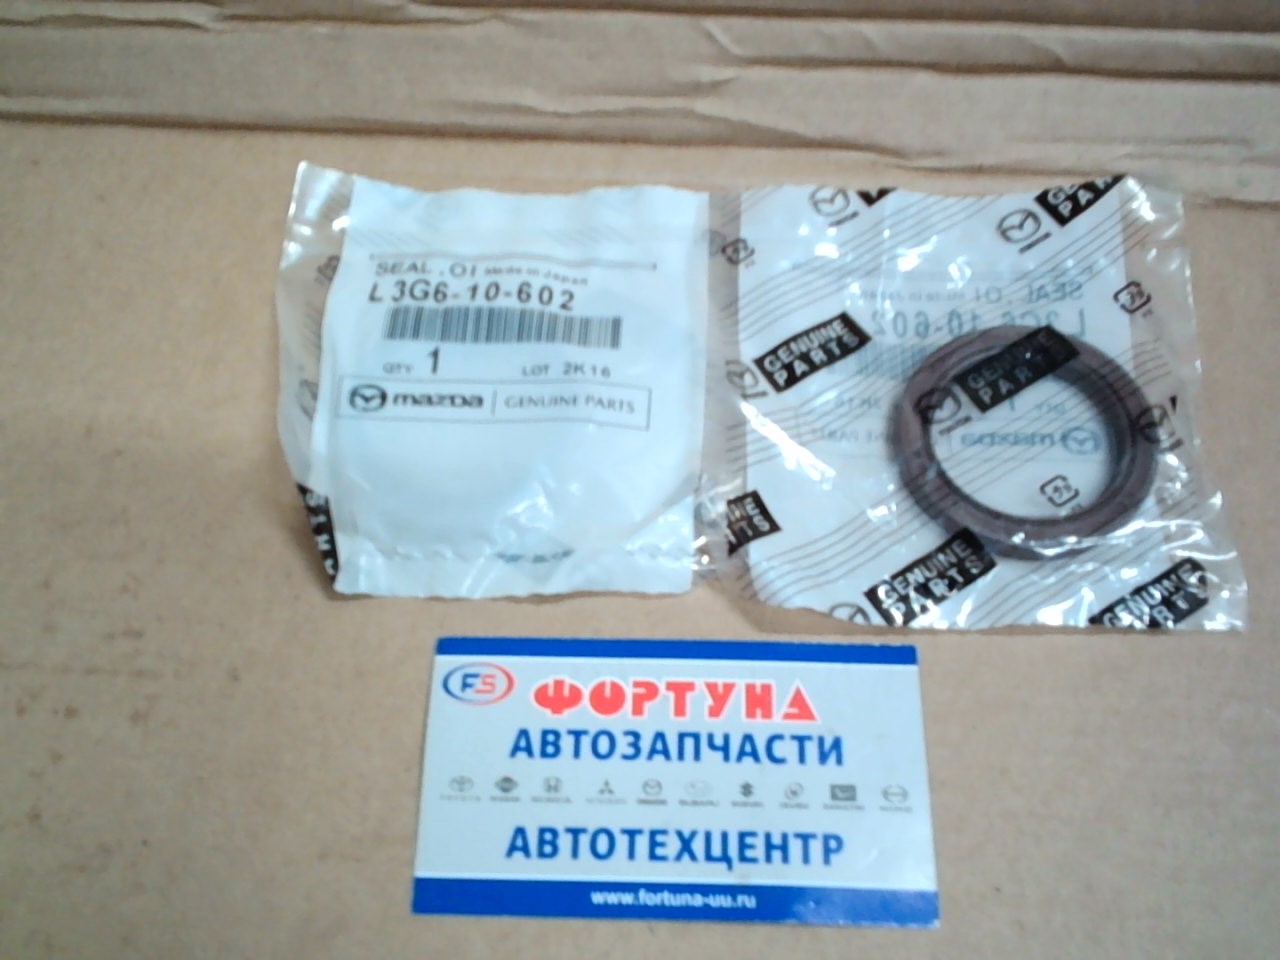 SEAL , OI Made in Japan
L3G6-10-602
QTY 1 LOT 2K16
mazda GENUINE PARTS
GENUINE PARTS
GENUINE PARTS
GENUINE PARTS
GENUINE PARTS
FS ФОРТУНА
АВТОЗАПЧАСТИ
АВТОТЕХЦЕНТР
www.fortuna-uu.ru